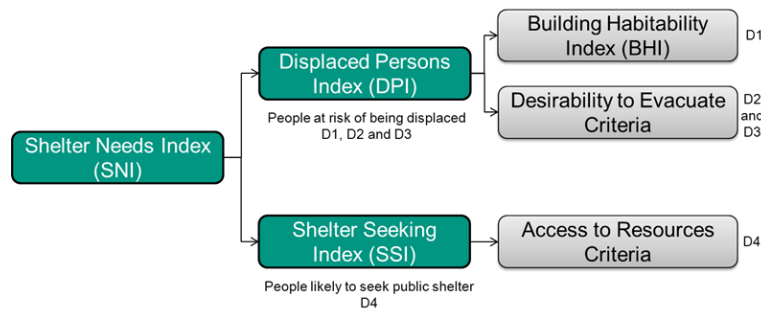 Building Habitability
Index (BHI)
D1
Displaced Persons
Index (DPI)
People at risk of being displaced
D1, D2 and D3
Desirability to Evacuate
Criteria
D2
and
D3
Shelter Needs Index
(SNI)
Shelter Seeking
Index (SSI)
People likely to seek public shelter
D4
Access to Resources
Criteria
D4